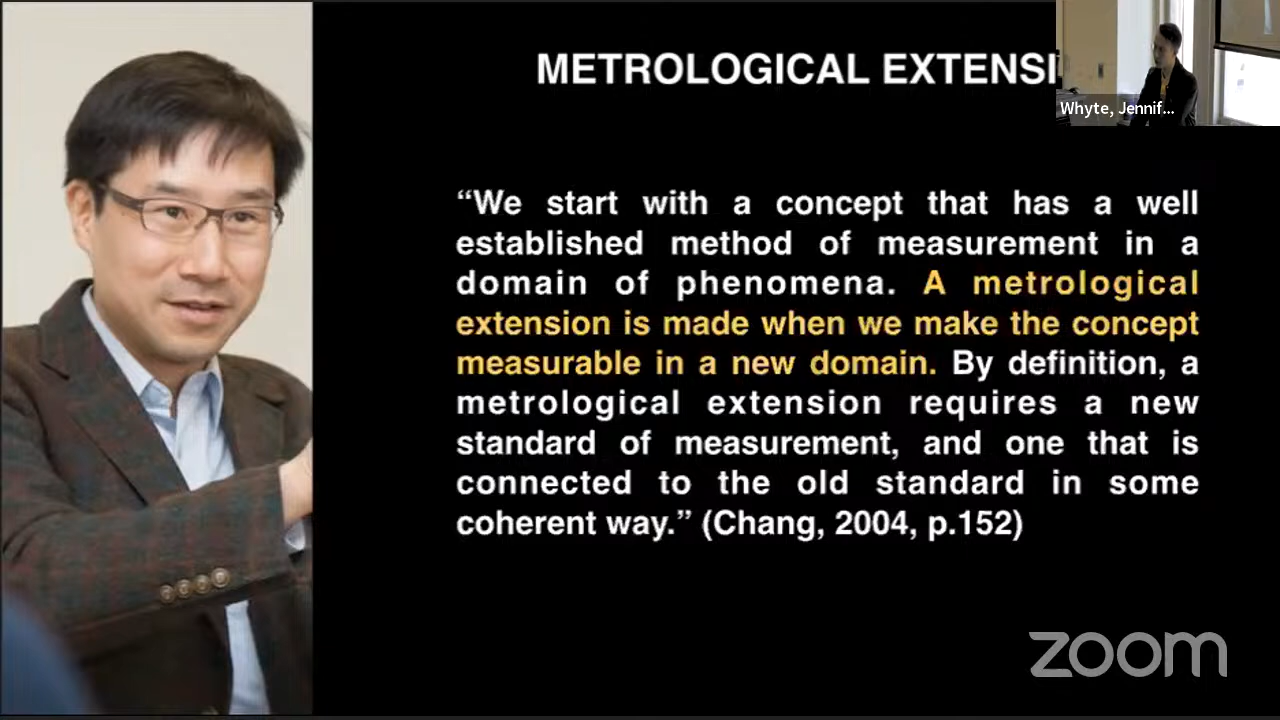 METROLOGICAL EXTENSI
Whyte, Jennif...
“We start with a concept that has a well
established method of measurement in a
domain of phenomena. A metrological
extension is made when we make the concept
measurable in a new domain. By definition, a
metrological extension requires a new
standard of measurement, and one that is
connected to the old standard in some
coherent way.” (Chang, 2004, p.152)
zoom